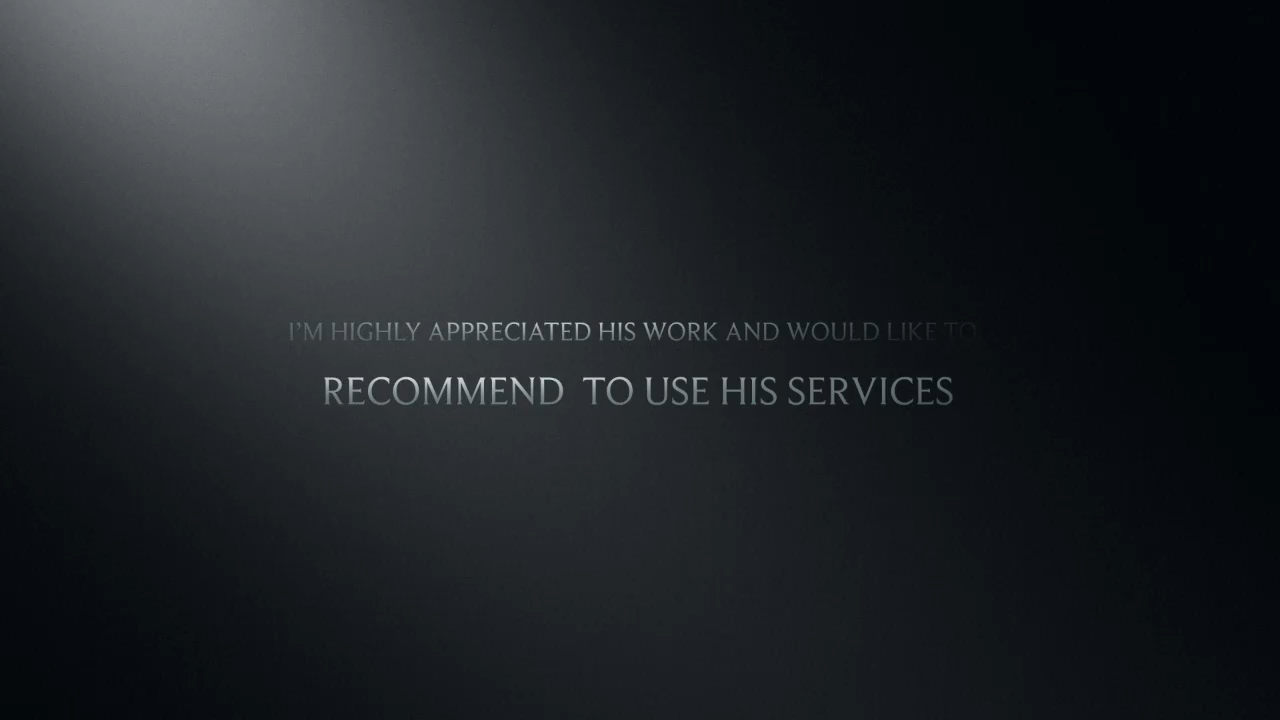 I'M HIGHLY APPRECIATED HIS WORK AND WOULD LIKE TO
RECOMMEND TO USE HIS SERVICES